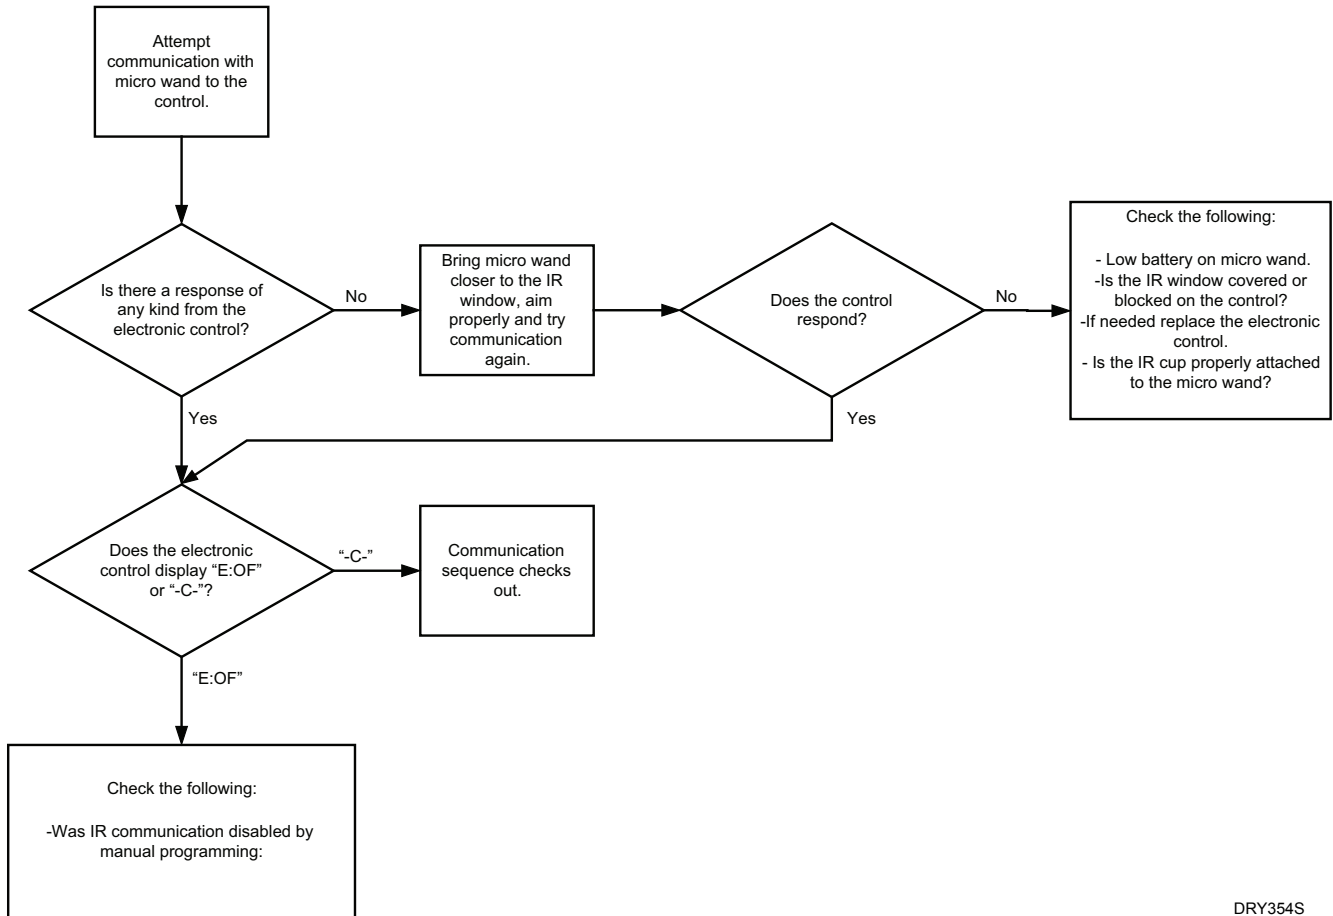 Attempt
communication with
micro wand to the
control.
Is there a response of
any kind from the
electronic control?
No
Bring micro wand
closer to the IR
window, aim
properly and try
communication
again.
Does the control
respond?
No
Check the following:
- Low battery on micro wand.
-Is the IR window covered or
blocked on the control?
-If needed replace the electronic
control.
- Is the IR cup properly attached
to the micro wand?
Yes
Yes
Does the electronic
control display “E:OF”
or “-C-”?
“-C-”
Communication
sequence checks
out.
“E:OF”
Check the following:
-Was IR communication disabled by
manual programming:
DRY354S